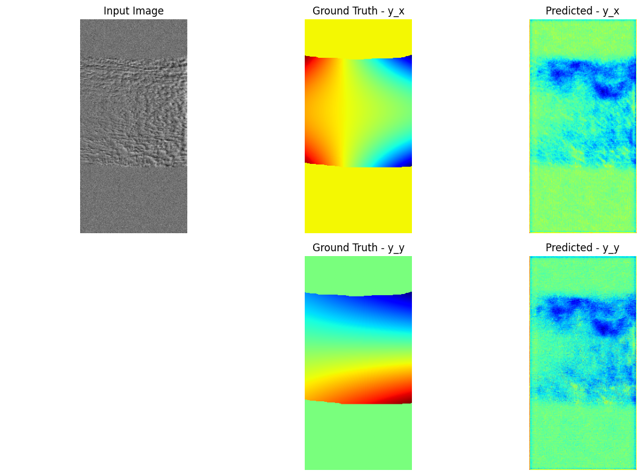 Input Image
Ground Truth - y_x
Predicted - y_x
Ground Truth - y_y
Predicted - y_y